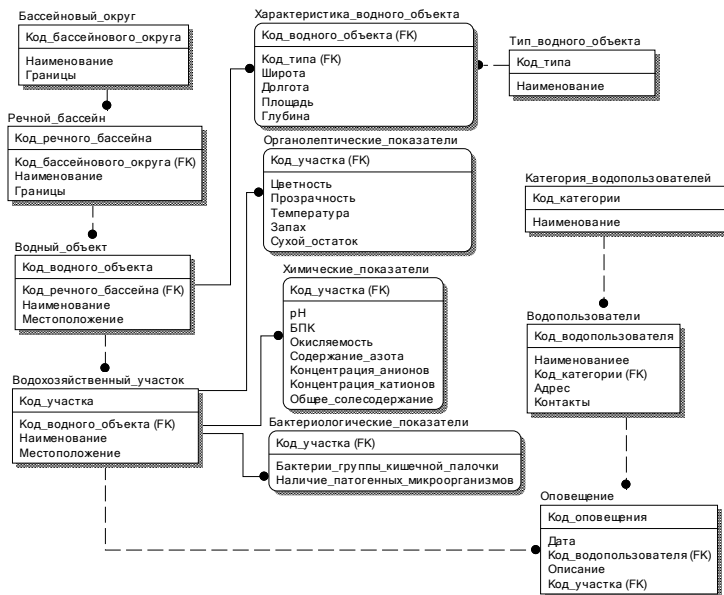 Бассейновый_округ
Код_бассейнового_округа
Наименование
Границы
Речной_бассейн
Код_речного_бассейна
Код_бассейнового_округа (FK)
Наименование
Границы
Водный_объект
Код_водного_объекта
Код_речного_бассейна (FK)
Наименование
Местоположение
Водохозяйственный_участок
Код_участка
Код_водного_объекта (FK)
Наименование
Местоположение
Характеристика_водного_объекта
Код_водного_объекта (FK)
Код_типа (FK)
Широта
Долгота
Площадь
Глубина
Органолептические_показатели
Код_участка (FK)
Цветность
Прозрачность
Температура
Запах
Сухой_остаток
Химические_показатели
Код_участка (FK)
pH
БПК
Окисляемость
Содержание_азота
Концентрация_анионов
Концентрация_катионов
Общее_солесодержание
Бактериологические_показатели
Код_участка (FK)
Бактерии_группы_кишечной_палочки
Наличие_патогенных_микроорганизмов
Тип_водного_объекта
Код_типа
Наименование
Категория_водопользователей
Код_категории
Наименование
Водопользователи
Код_водопользователя
Наименованиее
Код_категории (FK)
Адрес
Контакты
Оповещение
Код_оповещения
Дата
Код_водопользователя (FK)
Описание
Код_участка (FK)